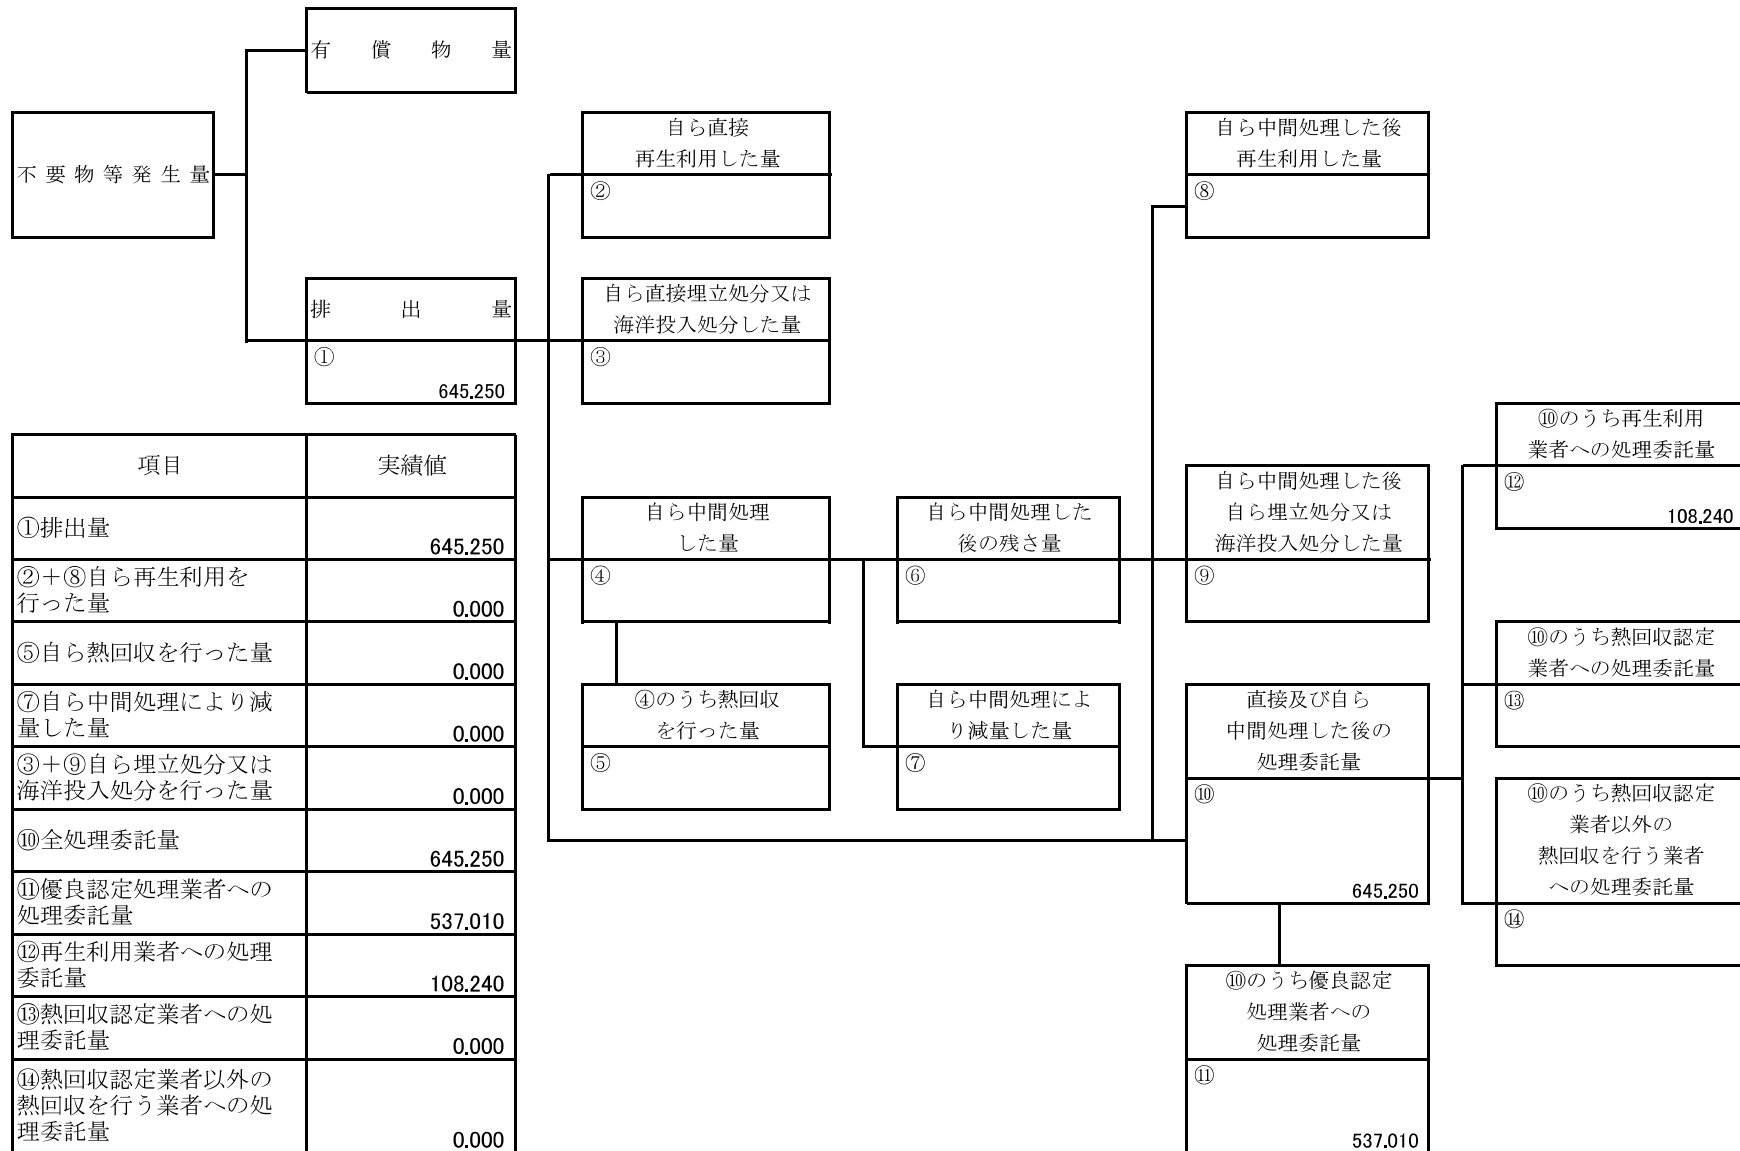 有償物量
不要物等発生量
排出量
①
645.250
自ら直接
再生利用した量
②
自ら直接埋立処分又は
海洋投入処分した量
③
自ら中間処理
した量
④
④のうち熱回収
を行った量
⑤
自ら中間処理した
後の残さ量
⑥
自ら中間処理によ
り減量した量
⑦
自ら中間処理した後
再生利用した量
⑧
自ら中間処理した後
自ら埋立処分又は
海洋投入処分した量
⑨
直接及び自ら
中間処理した後の
処理委託量
⑩
645.250
⑩のうち優良認定
処理業者への
処理委託量
⑪
537.010
⑩のうち再生利用
業者への処理委託量
⑫
108.240
⑩のうち熱回収認定
業者への処理委託量
⑬
⑩のうち熱回収認定
業者以外の
熱回収を行う業者
への処理委託量
⑭
項目 実績値
①排出量
645.250
②+⑧自ら再生利用を
行った量
0.000
⑤自ら熱回収を行った量
0.000
⑦自ら中間処理により減
量した量
0.000
③+⑨自ら埋立処分又は
海洋投入処分を行った量
0.000
⑩全処理委託量
645.250
⑪優良認定処理業者への
処理委託量
537.010
⑫再生利用業者への処理
委託量
108.240
⑬熱回収認定業者への処
理委託量
0.000
⑭熱回収認定業者以外の
熱回収を行う業者への処
理委託量
0.000